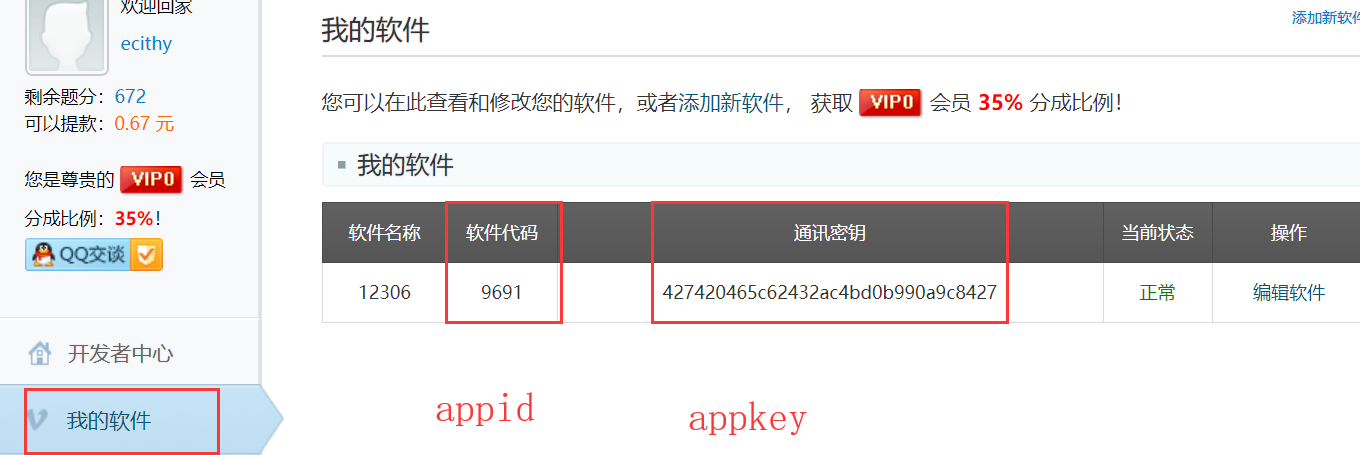 欢迎回家
ecithy
剩余题分：672
可以提款：0.67 元
您是尊贵的 VIP0 会员
分成比例：35%！
QQ交谈
开发者中心
我的软件
我的软件
添加新软件
您可以在此查看和修改您的软件，或者添加新软件， 获取 VIP0 会员 35% 分成比例！
我的软件
软件名称 软件代码 通讯密钥 当前状态 操作
12306 9691 427420465c62432ac4bd0b990a9c8427 正常 编辑软件
appid appkey